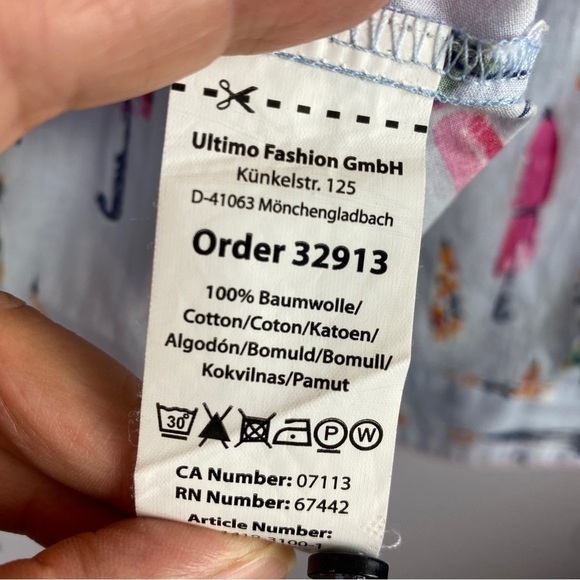 Ultimo Fashion GmbH
Künkelstr. 125
D-41063 Mönchengladbach
Order 32913
100% Baumwolle/
Cotton/Coton/Katoen/
Algodón/Bomuld/Bomull/
Kokvilnas/Pamut
30° P W
CA Number: 07113
RN Number: 67442
Article Number: